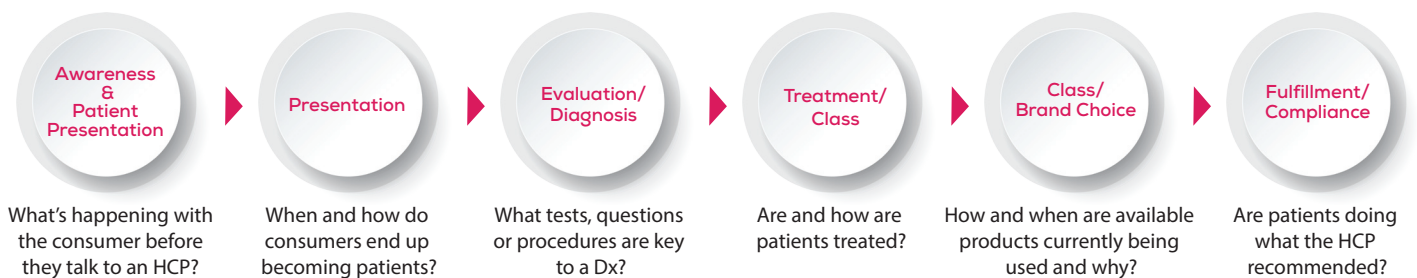 Awareness
&
Patient
Presentation
Presentation
Evaluation/
Diagnosis
Treatment/
Class
Class/
Brand Choice
Fulfillment/
Compliance
What's happening with
the consumer before
they talk to an HCP?
When and how do
consumers end up
becoming patients?
What tests, questions
or procedures are key
to a Dx?
Are and how are
patients treated?
How and when are available
products currently being
used and why?
Are patients doing
what the HCP
recommended?